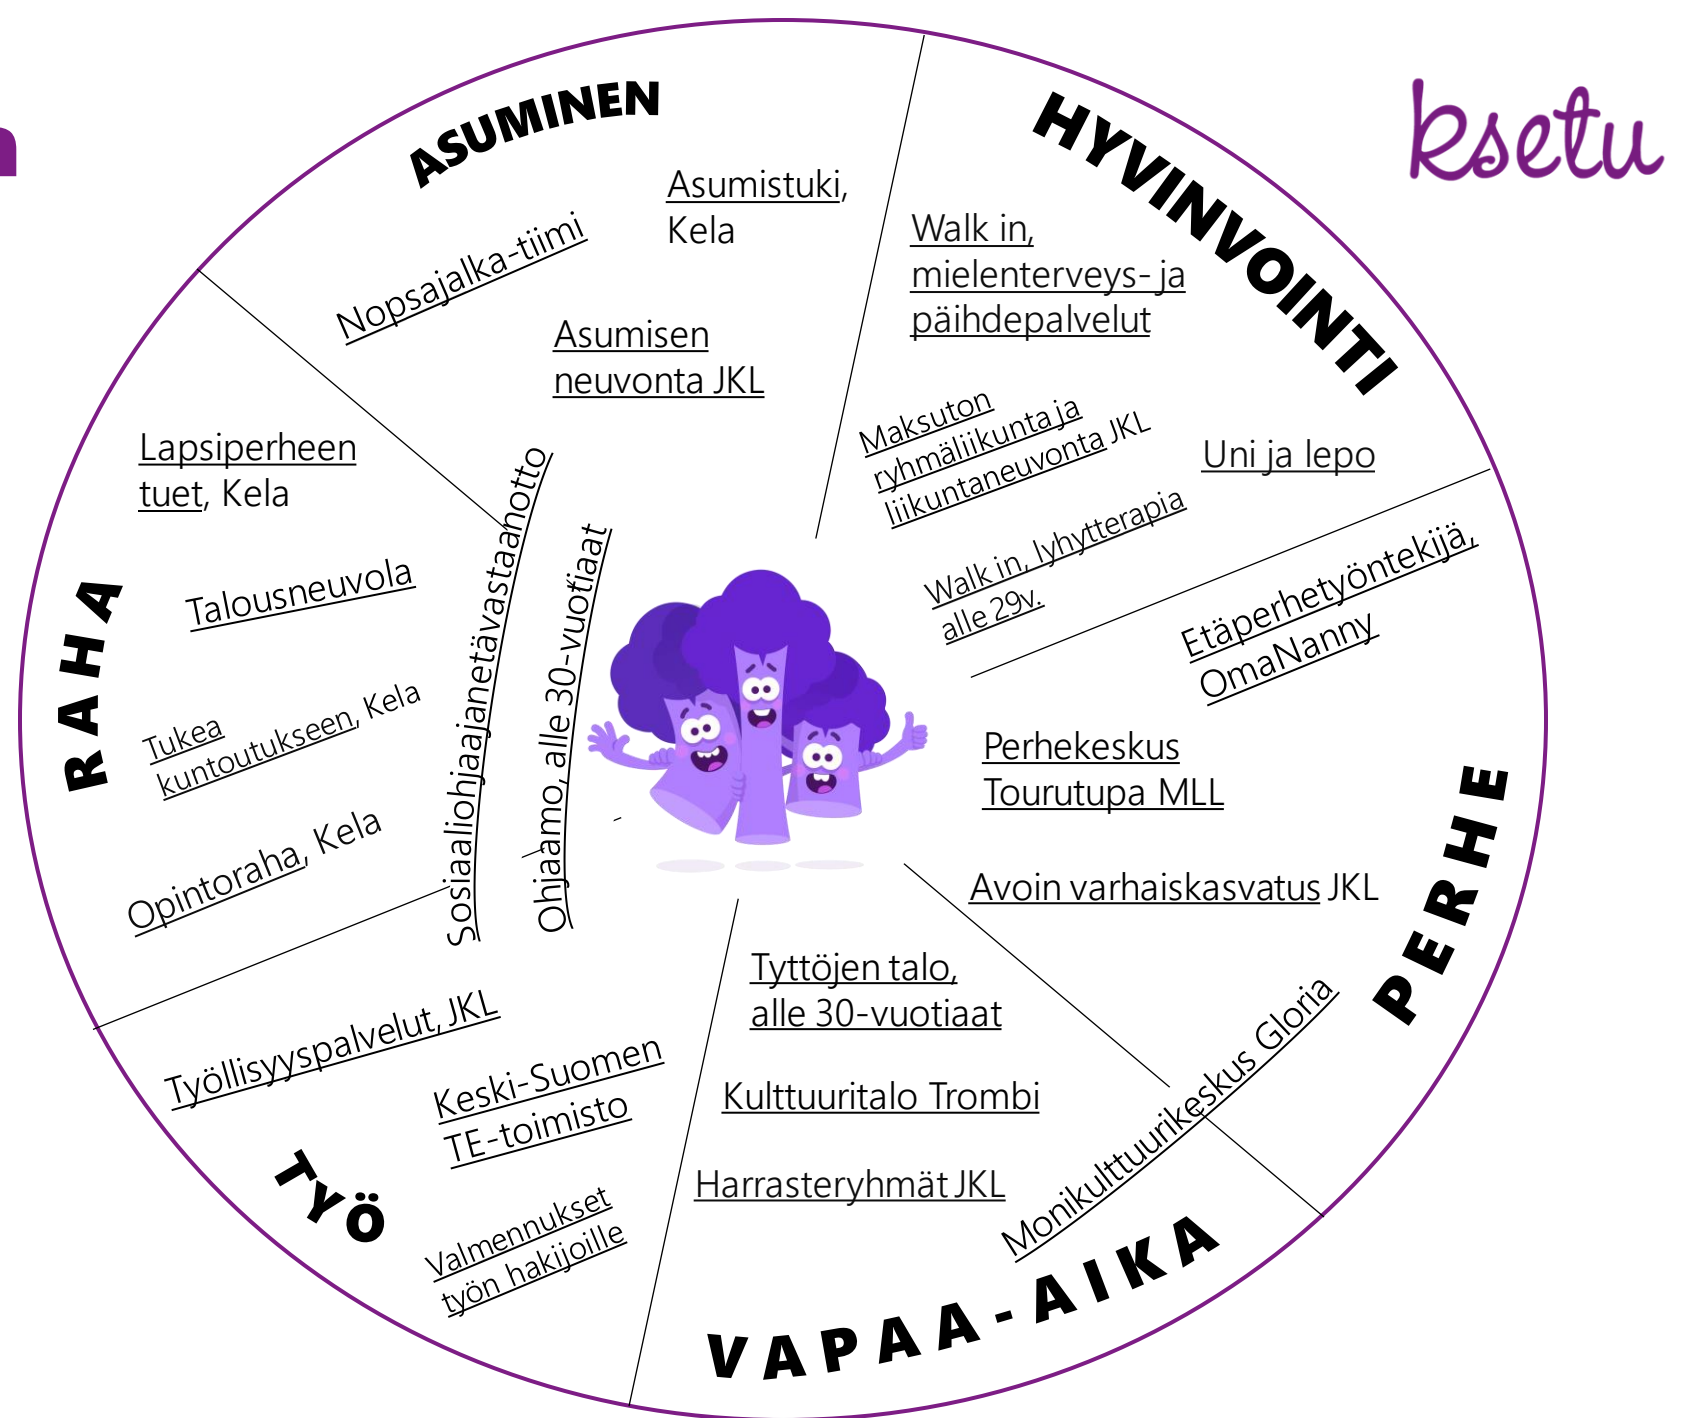 n
ksetu
ASUMINEN
Asumistuki,
Kela
Nopsajalka-tiimi
Asumisen
neuvonta JKL
HYVINVOINTI
Walk in,
mielenterveys- ja
päihdepalvelut
Maksuton
ryhmäliikunta ja
liikuntaneuvonta JKL
Uni ja lepo
Walk in, lyhytterapia
alle 29v.
PERHE
Etäperhetyöntekijä,
OmaNanny
Perhekeskus
Tourutupa MLL
Avoin varhaiskasvatus JKL
Monikulttuurikeskus Gloria
VAPAA-AIKA
Tyttöjen talo,
alle 30-vuotiaat
Kulttuuritalo Trombi
Harrasteryhmät JKL
TYÖ
Työllisyyspalvelut, JKL
Keski-Suomen
TE-toimisto
Valmennukset
työn hakijoille
RAHA
Lapsiperheen
tuet, Kela
Talousneuvola
Tukea
kuntoutukseen, Kela
Opintoraha, Kela
Sosiaaliohjaajanetävastaanotto
Ohjaamo, alle 30-vuotiaat